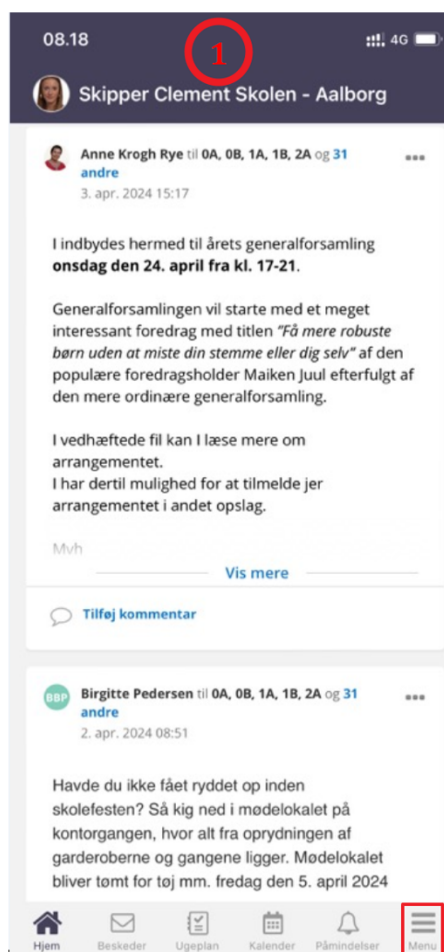 08.18
1
4G
Skipper Clement Skolen - Aalborg
Anne Krogh Rye til 0A, 0B, 1A, 1B, 2A og 31
andre
3. apr. 2024 15:17
I indbydes hermed til årets generalforsamling
onsdag den 24. april fra kl. 17-21.
Generalforsamlingen vil starte med et meget
interessant foredrag med titlen "Få mere robuste
børn uden at miste din stemme eller dig selv" af den
populære foredragsholder Maiken Juul efterfulgt af
den mere ordinære generalforsamling.
I vedhæftede fil kan I læse mere om
arrangementet.
I har dertil mulighed for at tilmelde jer
arrangementet i andet opslag.
Mvh
Vis mere
Tilføj kommentar
BBP
Birgitte Pedersen til 0A, 0B, 1A, 1B, 2A og 31
andre
2. apr. 2024 08:51
Havde du ikke fået ryddet op inden
skolefesten? Så kig ned i mødelokalet på
kontorgangen, hvor alt fra oprydningen af
garderoberne og gangene ligger. Mødelokalet
bliver tømt for tøj mm. fredag den 5. april 2024
Hjem
Beskeder
Ugeplan
Kalender
Påmindelser
Menu